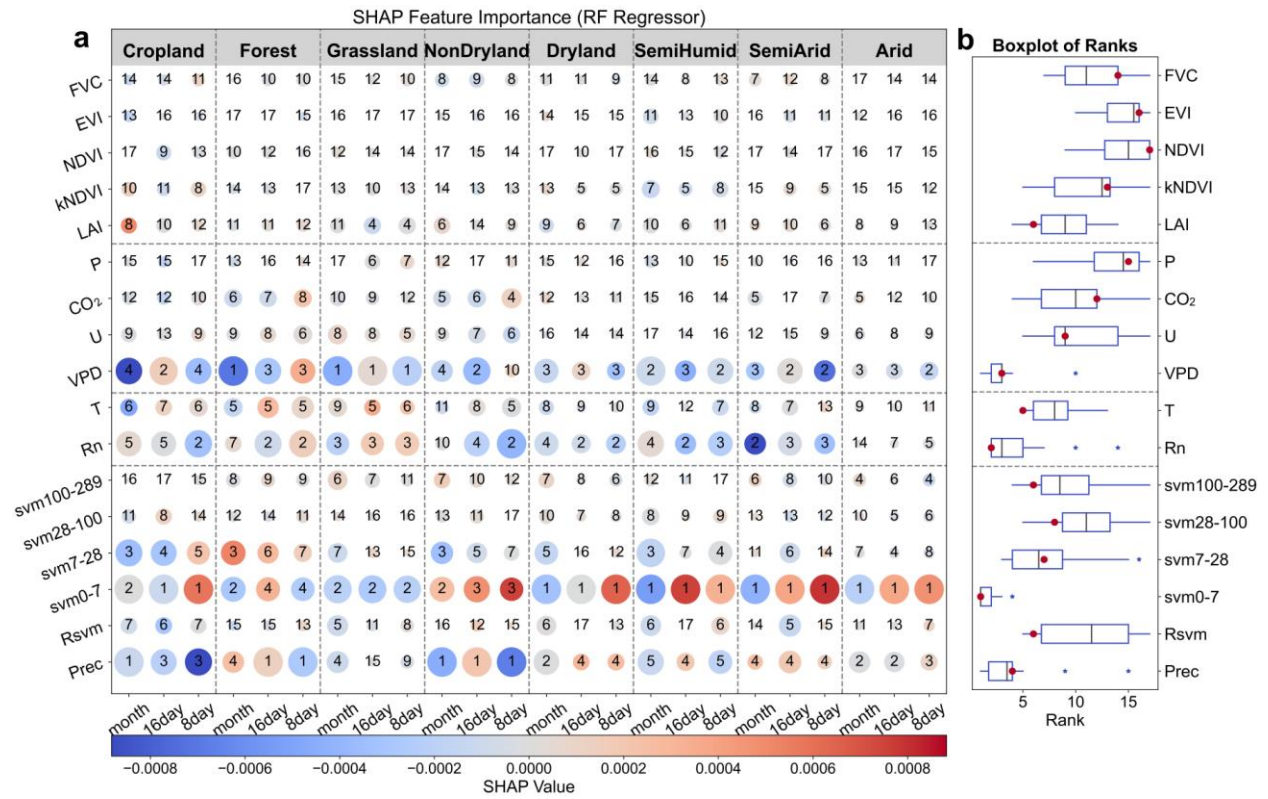 SHAP Feature Importance (RF Regressor)
a
b
Boxplot of Ranks
Cropland Forest Grassland NonDryland Dryland SemiHumid SemiArid Arid
FVC 14 14 11 16 10 10 15 12 10 8 9 8 11 11 9 14 8 13 7 12 8 17 14 14 FVC
EVI 13 16 16 17 17 15 16 17 17 15 16 16 14 15 15 11 13 10 16 11 11 12 16 16 EVI
NDVI 17 9 13 10 12 16 12 14 14 17 15 14 17 10 17 16 15 12 17 14 17 16 17 15 NDVI
kNDVI 10 11 8 14 13 17 13 10 13 14 13 13 13 5 5 7 5 8 15 9 5 15 15 12 kNDVI
LAI 8 10 12 11 11 12 11 4 4 6 14 9 9 6 7 10 6 11 9 10 6 8 9 13 LAI
P 15 15 17 13 16 14 17 6 7 12 17 11 15 12 16 13 10 15 10 16 16 13 11 17 P
CO₂ 12 12 10 6 7 8 10 9 12 5 6 4 12 13 11 15 16 14 5 17 7 5 12 10 CO₂
U 9 13 9 9 8 6 8 8 5 9 7 6 16 14 14 17 14 16 12 15 9 6 8 9 U
VPD 4 2 4 1 3 3 1 1 1 4 2 10 3 3 3 2 3 2 3 2 2 3 3 2 VPD
T 6 7 6 5 5 5 9 5 6 11 8 5 8 9 10 9 12 7 8 7 13 9 10 11 T
Rn 5 5 2 7 2 2 3 3 3 10 4 2 4 2 2 4 2 3 2 3 3 14 7 5 Rn
svm100-289 16 17 15 8 9 9 6 7 11 7 10 12 7 8 6 12 11 17 6 8 10 4 6 4 svm100-289
svm28-100 11 8 14 12 14 11 14 16 16 13 11 17 10 7 8 8 9 9 13 13 12 10 5 6 svm28-100
svm7-28 3 4 5 3 6 7 7 13 15 3 5 7 5 16 12 3 7 4 11 6 14 7 4 8 svm7-28
svm0-7 2 1 1 2 4 4 2 2 2 2 3 3 1 1 1 1 1 1 1 1 1 1 1 1 svm0-7
Rsvm 7 6 7 15 15 13 5 11 8 16 12 15 6 17 13 6 17 6 14 5 15 11 13 7 Rsvm
Prec 1 3 3 4 1 1 4 15 9 1 1 1 2 4 4 5 4 5 4 4 4 2 2 3 Prec
month 16day 8day month 16day 8day month 16day 8day month 16day 8day month 16day 8day month 16day 8day month 16day 8day month 16day 8day
5 10 15
Rank
−0.0008 −0.0006 −0.0004 −0.0002 0.0000 0.0002 0.0004 0.0006 0.0008
SHAP Value